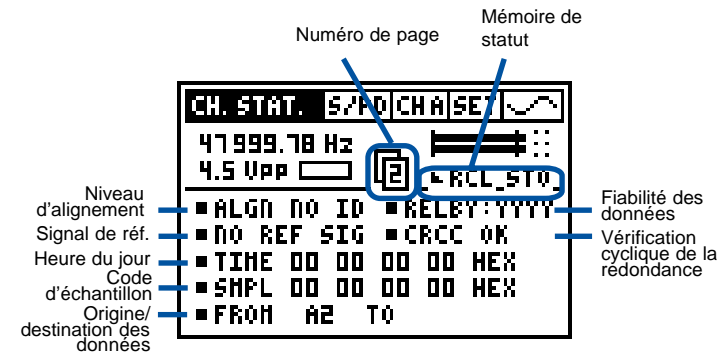 Numéro de page
Mémoire de
statut
CH. STAT. S/PD CH A SET
47999.78 Hz
4.5 Vpp
2
RCL STO
Niveau
d'alignement
ALGN NO ID RELBY:YYYY
Fiabilité des
données
Signal de réf.
NO REF SIG CRCC OK
Vérification
cyclique de la
redondance
Heure du jour
TIME 00 00 00 00 HEX
Code
d'échantillon
SMPL 00 00 00 00 HEX
Origine/
destination des
données
FROM A2 TO